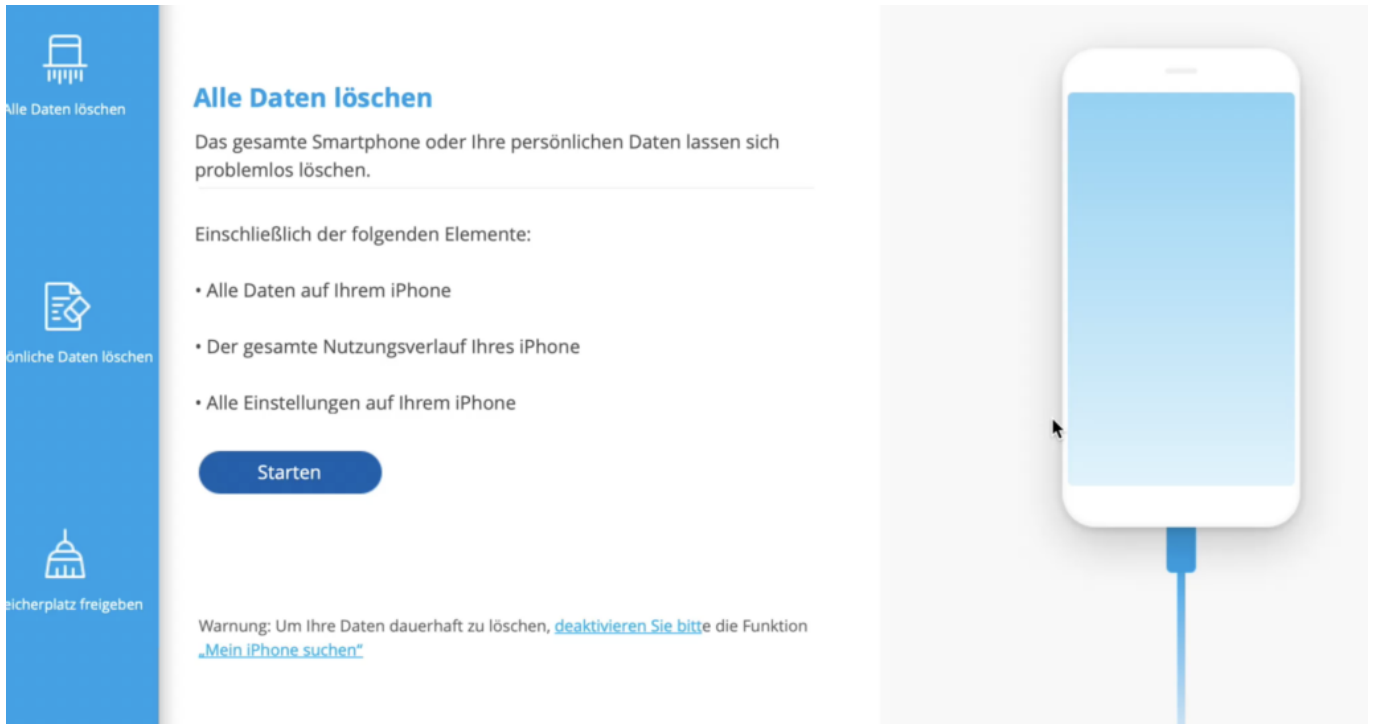 Alle Daten löschen
Alle Daten löschen
Das gesamte Smartphone oder Ihre persönlichen Daten lassen sich
problemlos löschen.
Einschließlich der folgenden Elemente:
• Alle Daten auf Ihrem iPhone
• Der gesamte Nutzungsverlauf Ihres iPhone
önliche Daten löschen
• Alle Einstellungen auf Ihrem iPhone
Starten
eicherplatz freigeben
Warnung: Um Ihre Daten dauerhaft zu löschen, deaktivieren Sie bitte die Funktion
„Mein iPhone suchen“